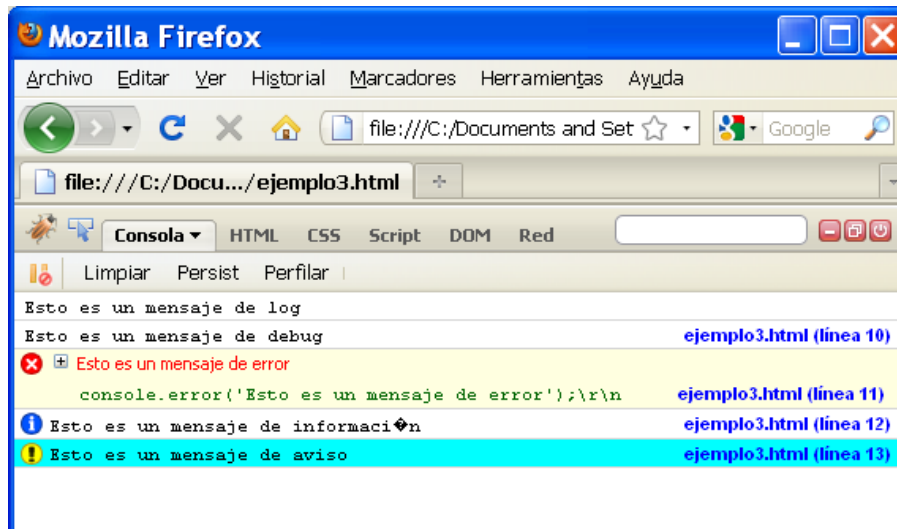 Mozilla Firefox
Archivo Editar Ver Historial Marcadores Herramientas Ayuda
file:///C:/Documents and Set Google
file:///C:/Docu.../ejemplo3.html
Consola HTML CSS Script DOM Red
Limpiar Persist Perfilar
Esto es un mensaje de log
Esto es un mensaje de debug ejemplo3.html (línea 10)
Esto es un mensaje de error
console.error('Esto es un mensaje de error');\r\n ejemplo3.html (línea 11)
Esto es un mensaje de informaci�n ejemplo3.html (línea 12)
Esto es un mensaje de aviso ejemplo3.html (línea 13)